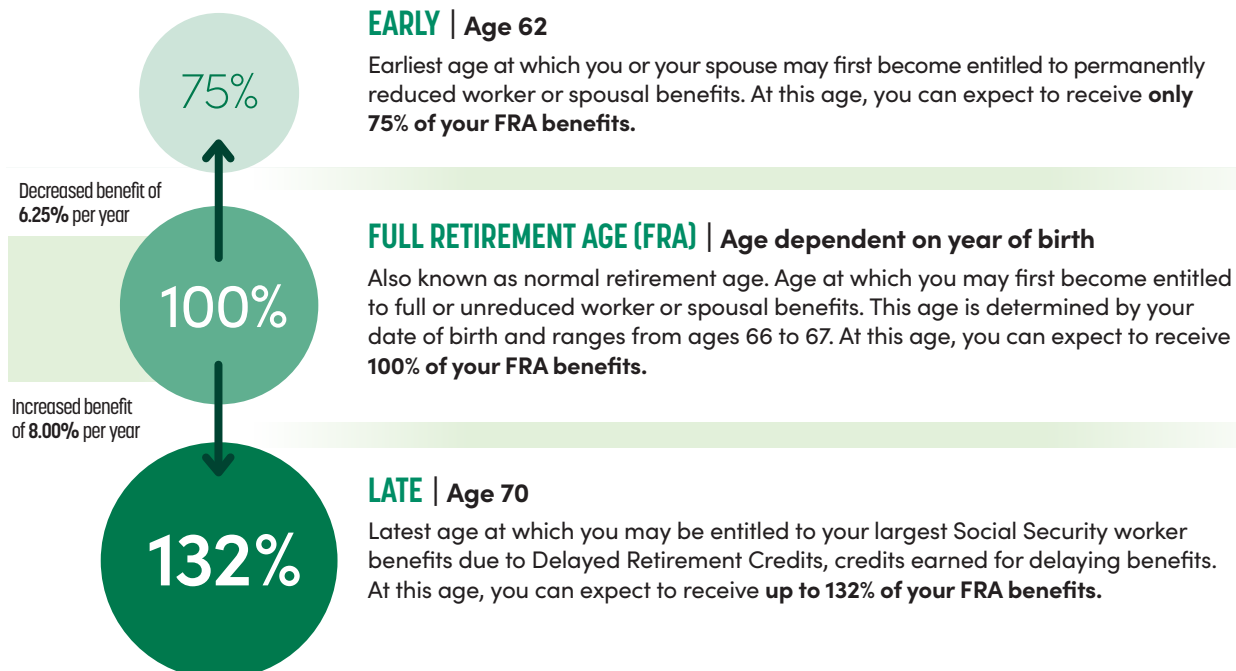 75%
EARLY | Age 62
Earliest age at which you or your spouse may first become entitled to permanently
reduced worker or spousal benefits. At this age, you can expect to receive only
75% of your FRA benefits.
Decreased benefit of
6.25% per year
100%
FULL RETIREMENT AGE (FRA) | Age dependent on year of birth
Also known as normal retirement age. Age at which you may first become entitled
to full or unreduced worker or spousal benefits. This age is determined by your
date of birth and ranges from ages 66 to 67. At this age, you can expect to receive
100% of your FRA benefits.
Increased benefit
of 8.00% per year
132%
LATE | Age 70
Latest age at which you may be entitled to your largest Social Security worker
benefits due to Delayed Retirement Credits, credits earned for delaying benefits.
At this age, you can expect to receive up to 132% of your FRA benefits.